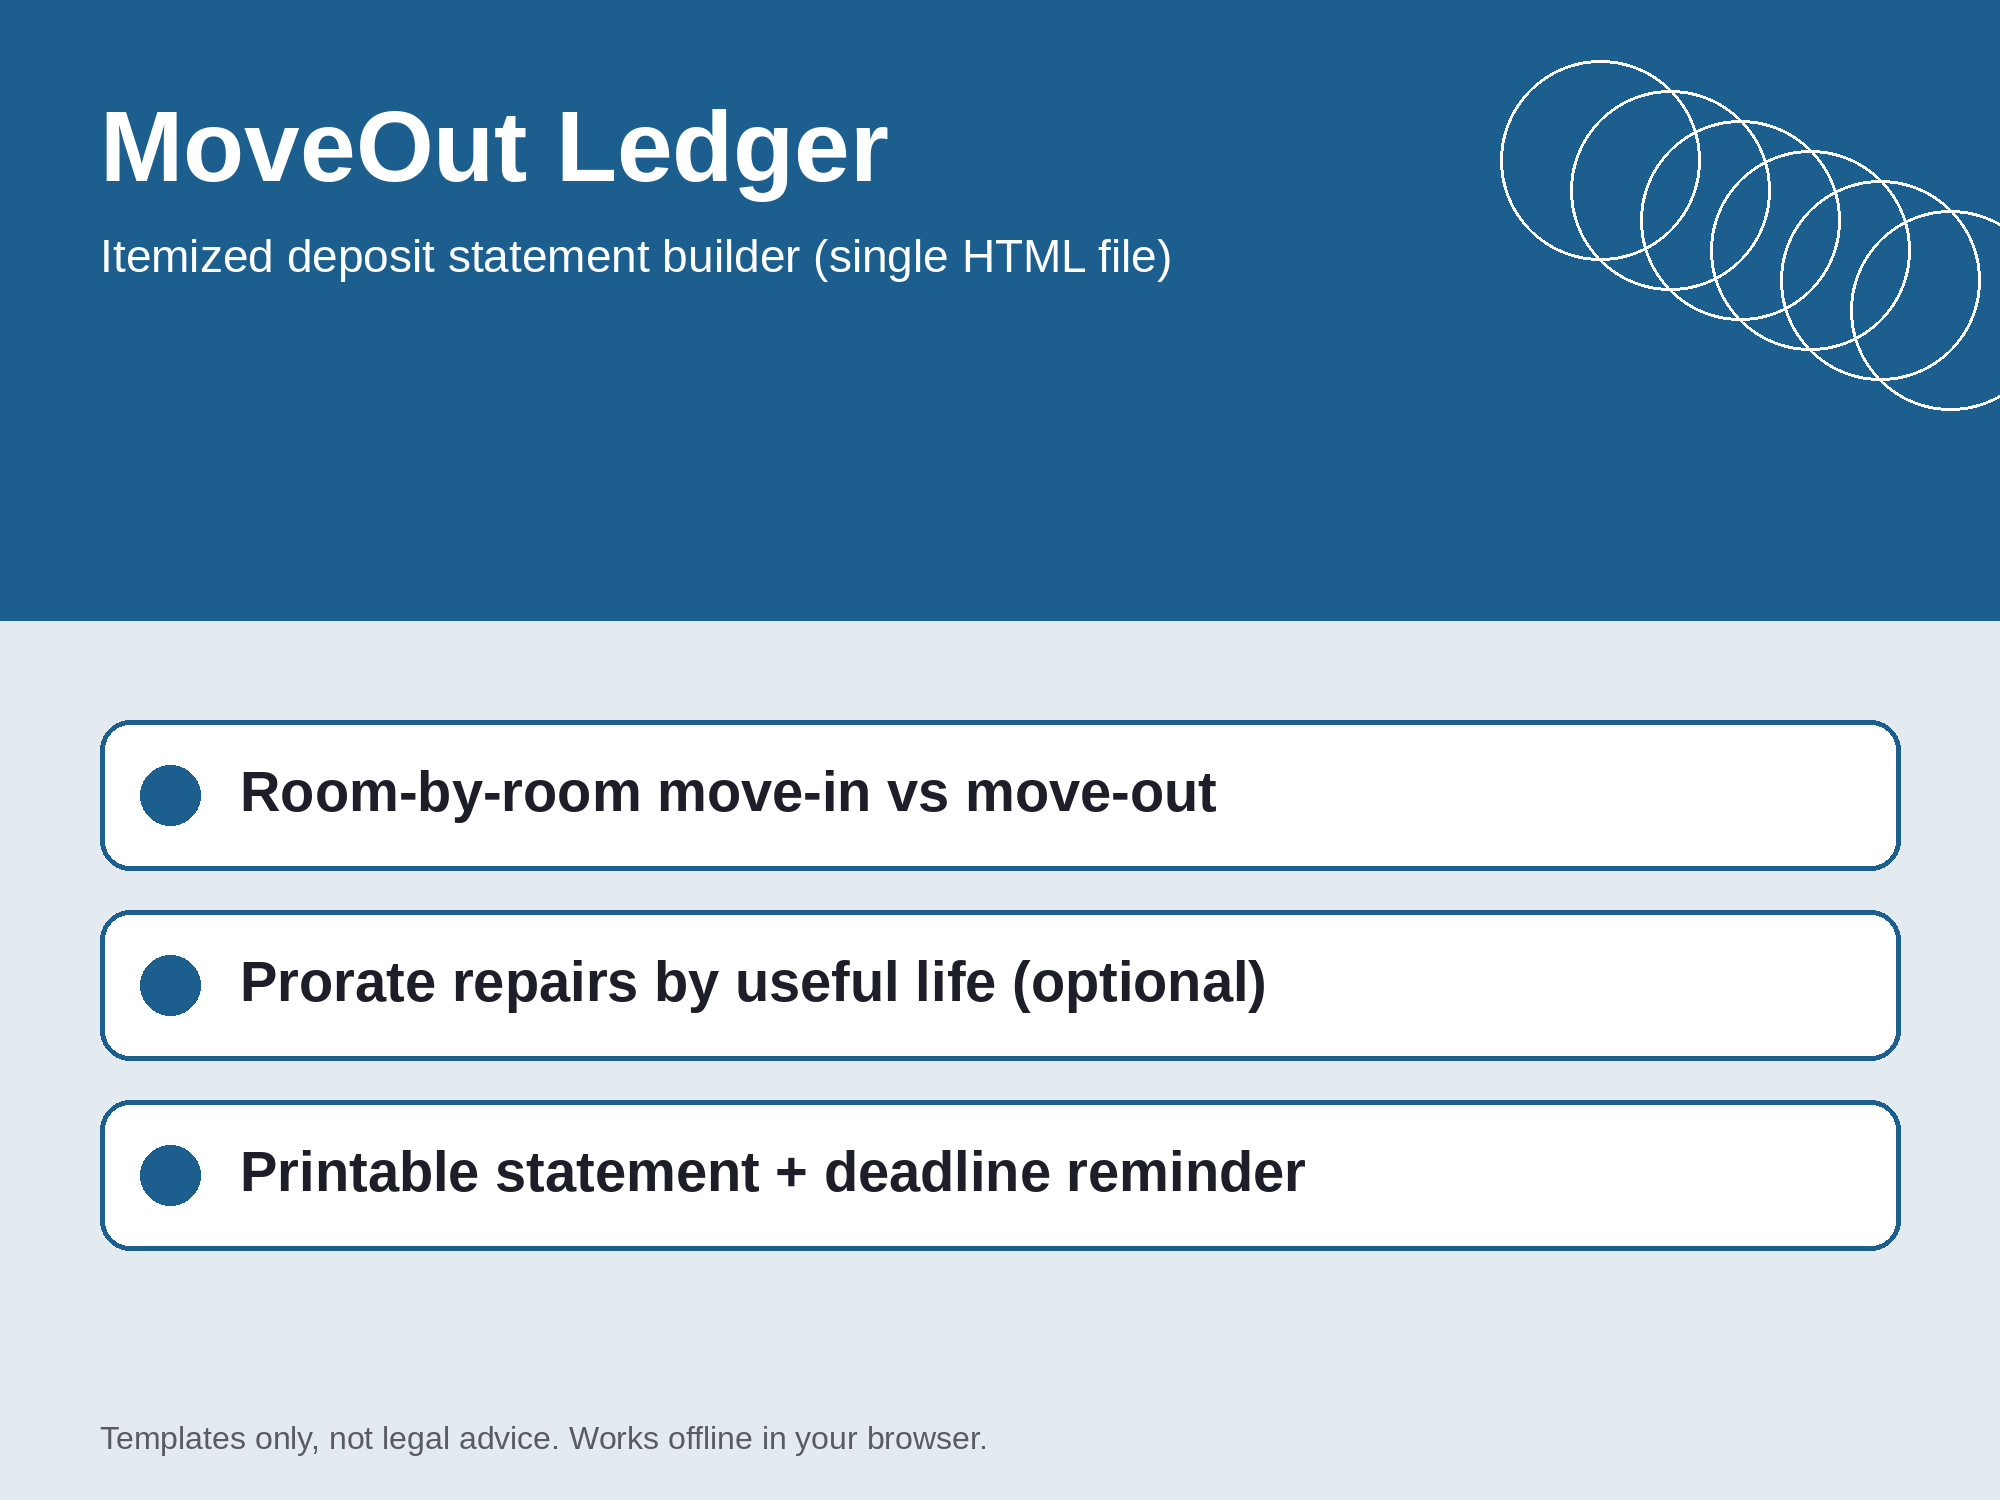 MoveOut Ledger
Itemized deposit statement builder (single HTML file)
Room-by-room move-in vs move-out
Prorate repairs by useful life (optional)
Printable statement + deadline reminder
Templates only, not legal advice. Works offline in your browser.